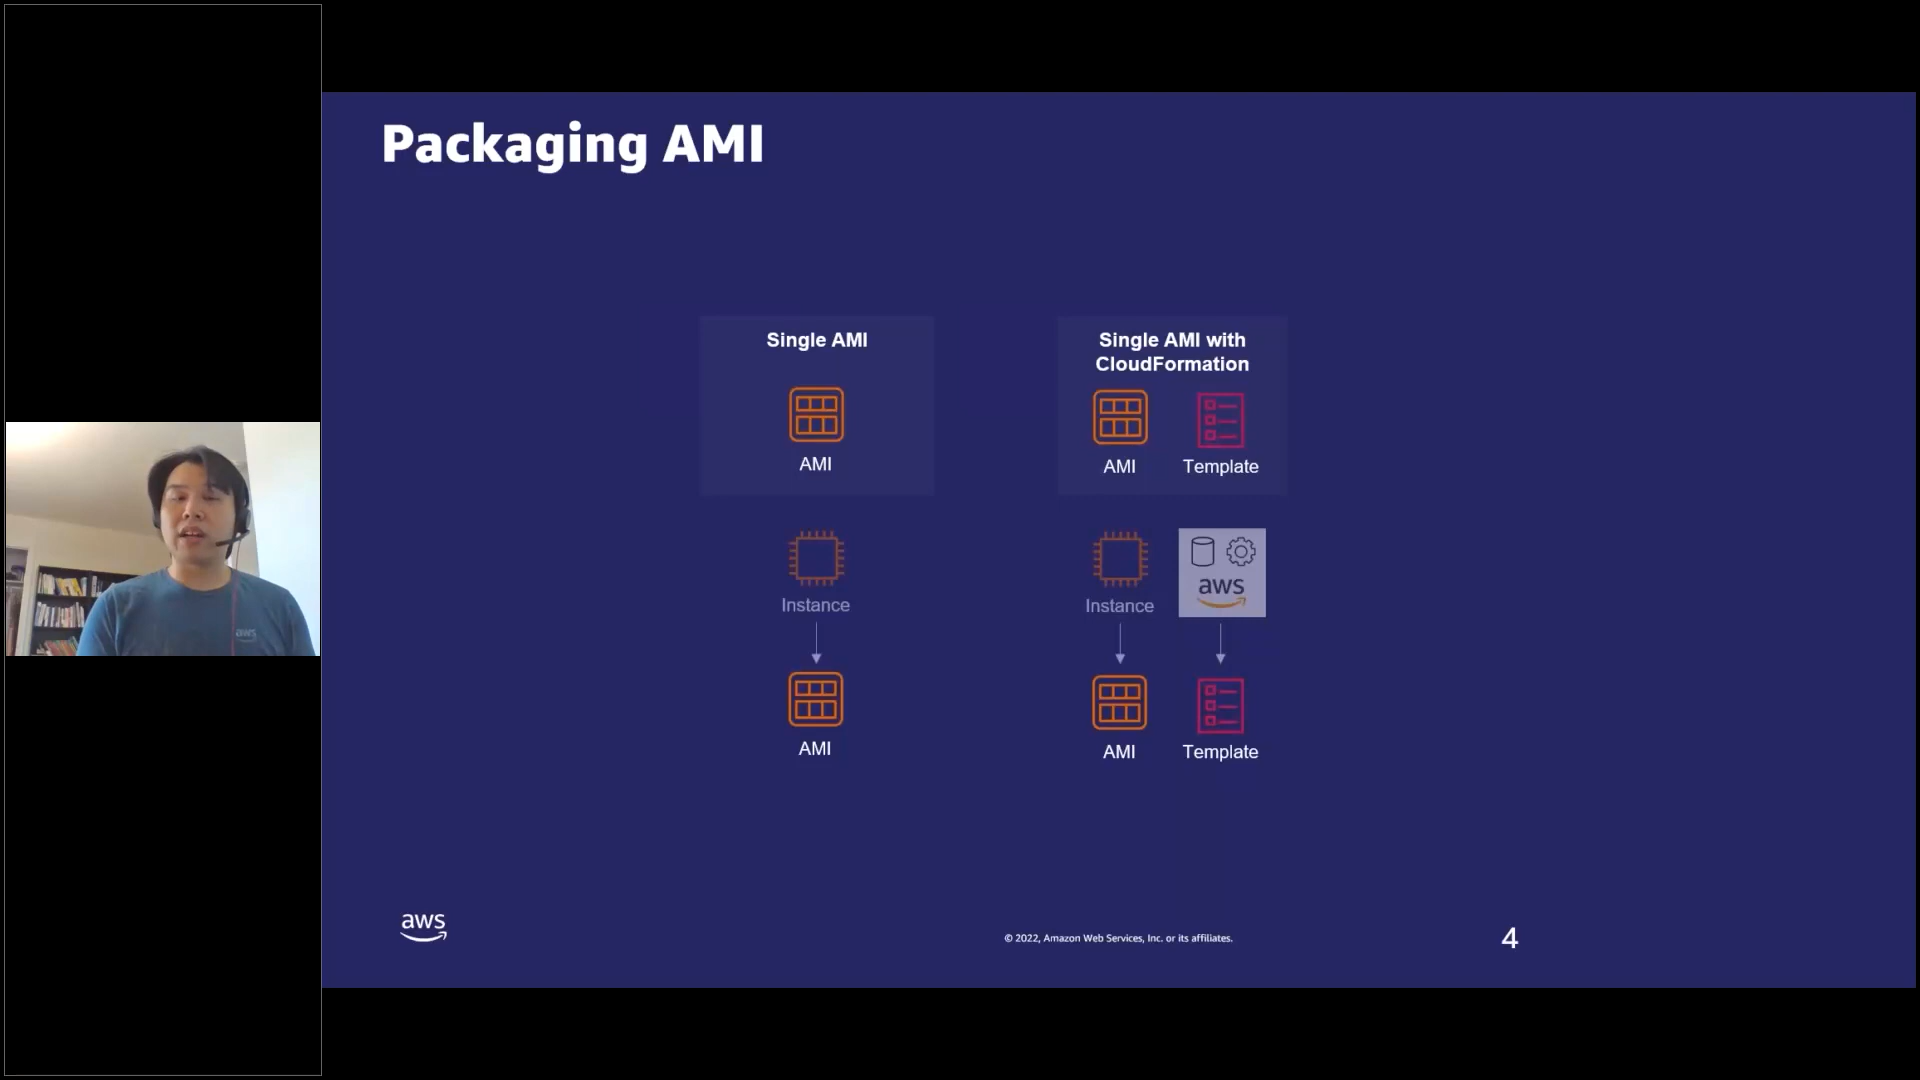 Packaging AMI
Single AMI
AMI
Instance
AMI
Single AMI with
CloudFormation
AMI
Template
Instance
aws
AMI
Template
aws
aws
© 2022, Amazon Web Services, Inc. or its affiliates.
4